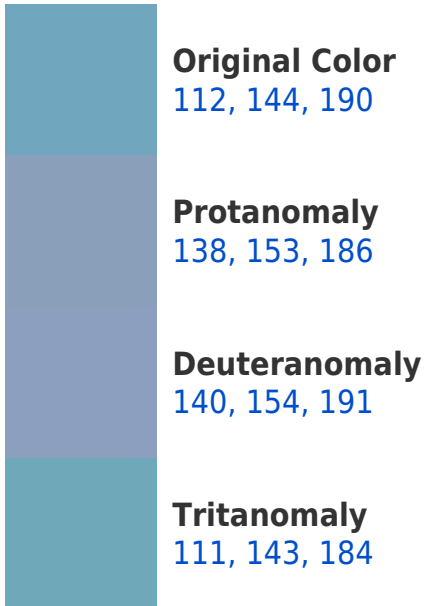 Original Color
112, 144, 190
Protanomaly
138, 153, 186
Deuteranomaly
140, 154, 191
Tritanomaly
111, 143, 184